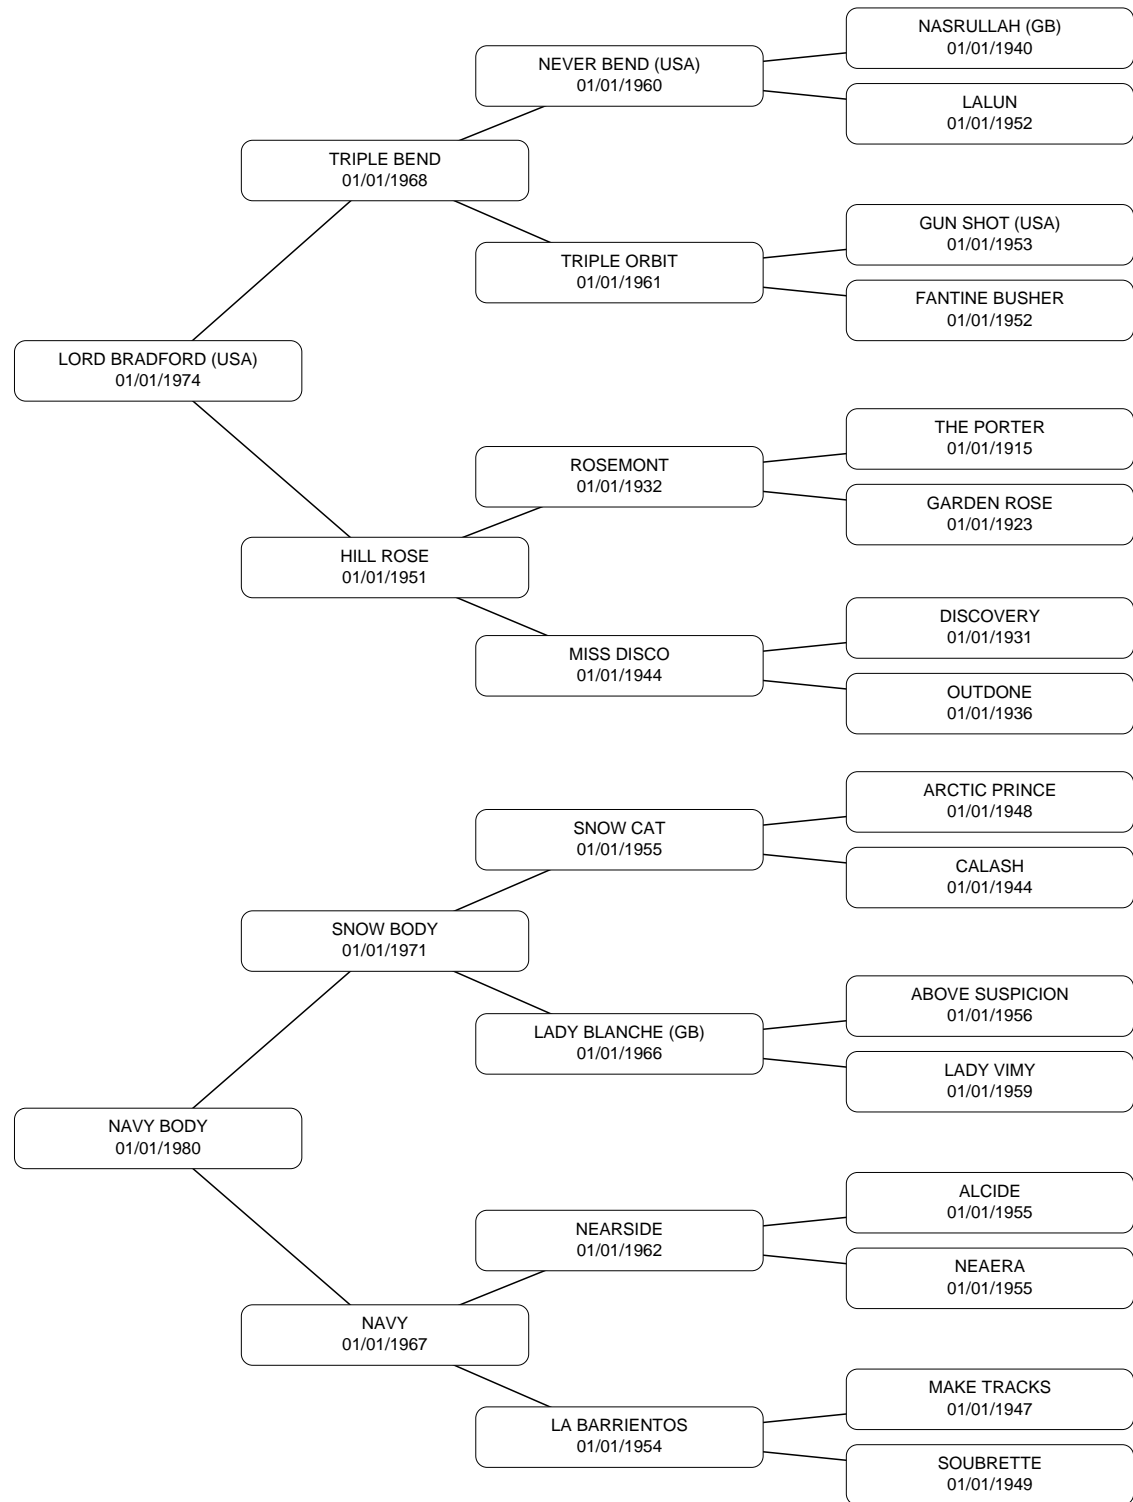 NASRULLAH (GB)
01/01/1940
NEVER BEND (USA)
01/01/1960
LALUN
01/01/1952
TRIPLE BEND
01/01/1968
GUN SHOT (USA)
01/01/1953
TRIPLE ORBIT
01/01/1961
FANTINE BUSHER
01/01/1952
LORD BRADFORD (USA)
01/01/1974
THE PORTER
01/01/1915
ROSEMONT
01/01/1932
GARDEN ROSE
01/01/1923
HILL ROSE
01/01/1951
DISCOVERY
01/01/1931
MISS DISCO
01/01/1944
OUTDONE
01/01/1936
ARCTIC PRINCE
01/01/1948
SNOW CAT
01/01/1955
CALASH
01/01/1944
SNOW BODY
01/01/1971
ABOVE SUSPICION
01/01/1956
LADY BLANCHE (GB)
01/01/1966
LADY VIMY
01/01/1959
NAVY BODY
01/01/1980
ALCIDE
01/01/1955
NEARSIDE
01/01/1962
NEAERA
01/01/1955
NAVY
01/01/1967
MAKE TRACKS
01/01/1947
LA BARRIENTOS
01/01/1954
SOUBRETTE
01/01/1949